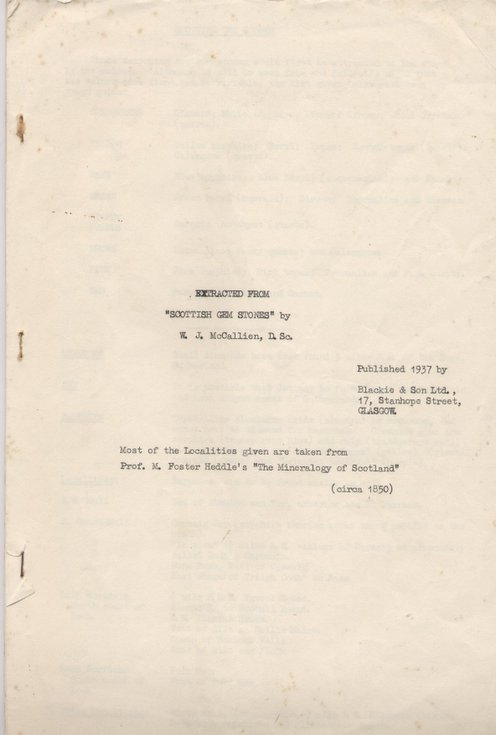 EXTRACTED FROM
"SCOTTISH GEM STONES" by
W. J. McCallien, D. Sc.
Published 1937 by
Blackie & Son Ltd.,
17, Stanhope Street,
GLASGOW.
Most of the Localities given are taken from
Prof. M. Foster Heddle's "The Mineralogy of Scotland"
(circa 1850)